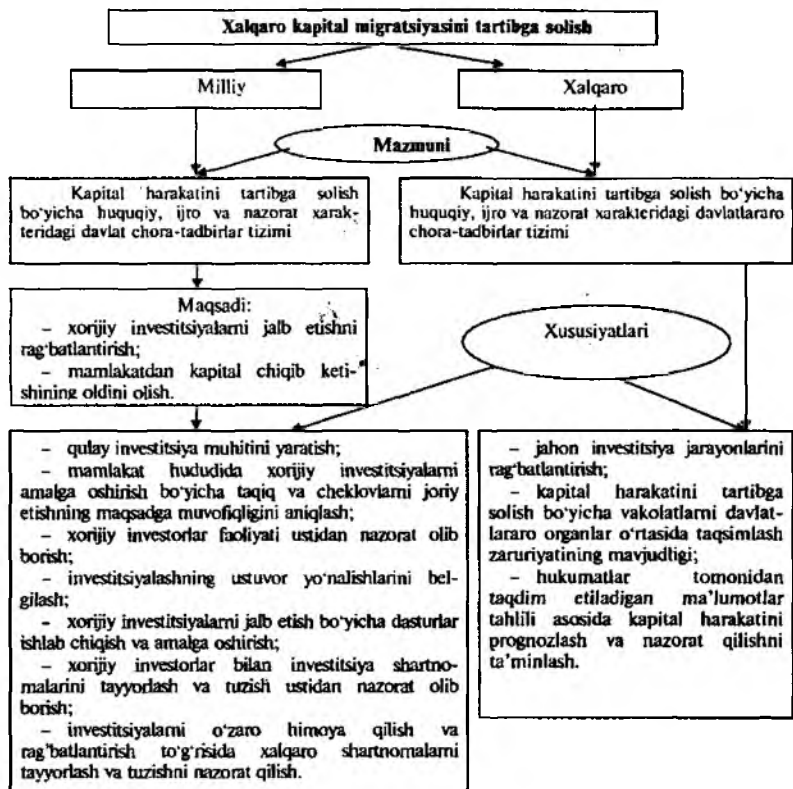 Xalqaro kapital migratsiyasini tartibga solish
Milliy
Xalqaro
Mazmuni
Kapital harakatini tartibga solish
bo‘yicha huquqiy, ijro va nazorat xarak-
teridagi davlat chora-tadbirlar tizimi
Kapital harakatini tartibga solish bo‘yicha
huquqiy, ijro va nazorat xarakteridagi davlatlararo
chora-tadbirlar tizimi
Maqsadi:
– xorijiy investitsiyalarni jalb etishni
rag‘batlantirish;
– mamlakatdan kapital chiqib keti-
shining oldini olish.
Xususiyatlari
– qulay investitsiya muhitini yaratish;
– mamlakat hududida xorijiy investitsiyalarni
amalga oshirish bo‘yicha taqiq va cheklovlarni joriy
etishning maqsadga muvofiqligini aniqlash;
– xorijiy investorlar faoliyati ustidan nazorat olib
borish;
– investitsiyalashning ustuvor yo‘nalishlarini bel-
gilash;
– xorijiy investitsiyalarni jalb etish bo‘yicha dasturlar
ishlab chiqish va amalga oshirish;
– xorijiy investorlar bilan investitsiya shartno-
malarini tayyorlash va tuzish ustidan nazorat olib
borish;
– investitsiyalarni o‘zaro himoya qilish va
rag‘batlantirish to‘g‘risida xalqaro shartnomalarni
tayyorlash va tuzishni nazorat qilish.
– jahon investitsiya jarayonlarini
rag‘batlantirish;
– kapital harakatini tartibga
solish bo‘yicha vakolatlarni davlat-
lararo organlar o‘rtasida taqsimlash
zaruriyatining mavjudligi;
– hukumatlar tomonidan
taqdim etiladigan ma’lumotlar
tahlili asosida kapital harakatini
prognozlash va nazorat qilishni
ta’minlash.